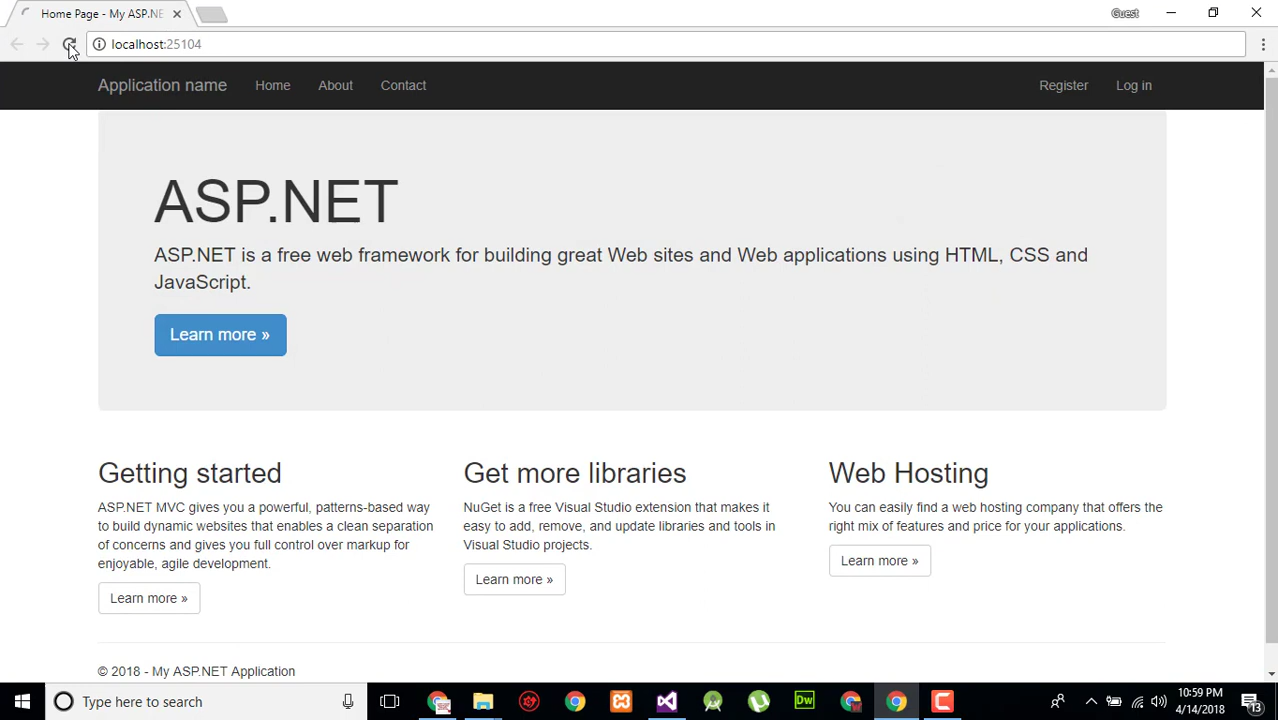 Home Page - My ASP.NE
Guest
localhost:25104
Application name Home About Contact Register Log in
ASP.NET
ASP.NET is a free web framework for building great Web sites and Web applications using HTML, CSS and
JavaScript.
Learn more »
Getting started
ASP.NET MVC gives you a powerful, patterns-based way
to build dynamic websites that enables a clean separation
of concerns and gives you full control over markup for
enjoyable, agile development.
Learn more »
Get more libraries
NuGet is a free Visual Studio extension that makes it
easy to add, remove, and update libraries and tools in
Visual Studio projects.
Learn more »
Web Hosting
You can easily find a web hosting company that offers the
right mix of features and price for your applications.
Learn more »
© 2018 - My ASP.NET Application
Type here to search
Dw
10:59 PM
4/14/2018
13